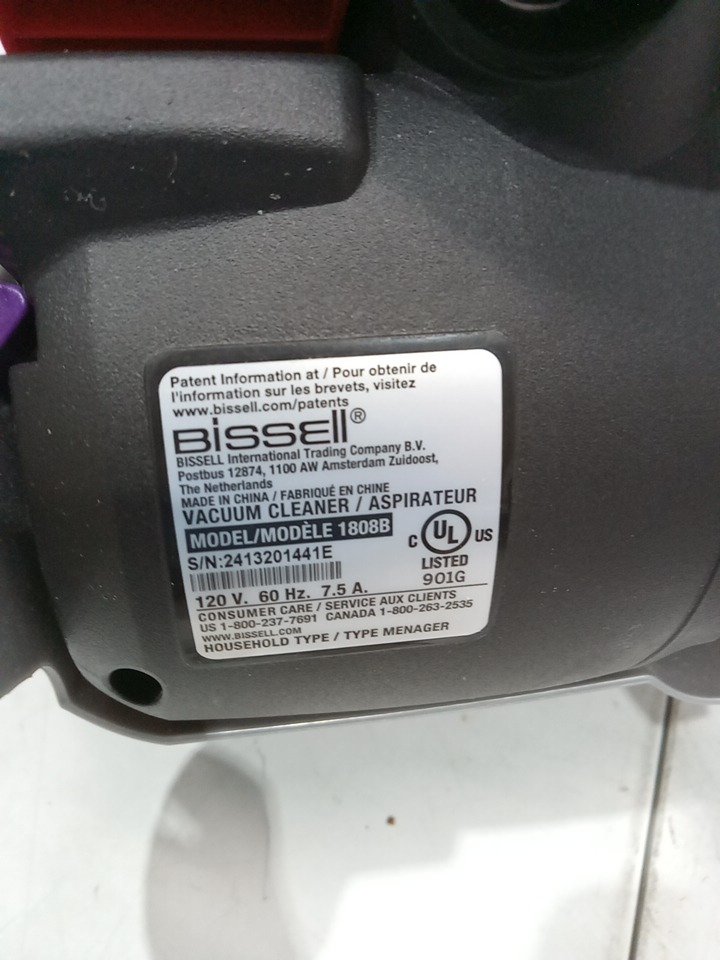 Patent Information at / Pour obtenir de
l'information sur les brevets, visitez
www.bissell.com/patents
BISSELL®
BISSELL International Trading Company B.V.
Postbus 12874, 1100 AW Amsterdam Zuidoost,
The Netherlands
MADE IN CHINA / FABRIQUÉ EN CHINE
VACUUM CLEANER / ASPIRATEUR
MODEL/MODÈLE 1808B
S/N:2413201441E
C UL US
LISTED
901G
120 V. 60 Hz. 7.5 A.
CONSUMER CARE / SERVICE AUX CLIENTS
US 1-800-237-7691 CANADA 1-800-263-2535
WWW.BISSELL.COM
HOUSEHOLD TYPE / TYPE MENAGER